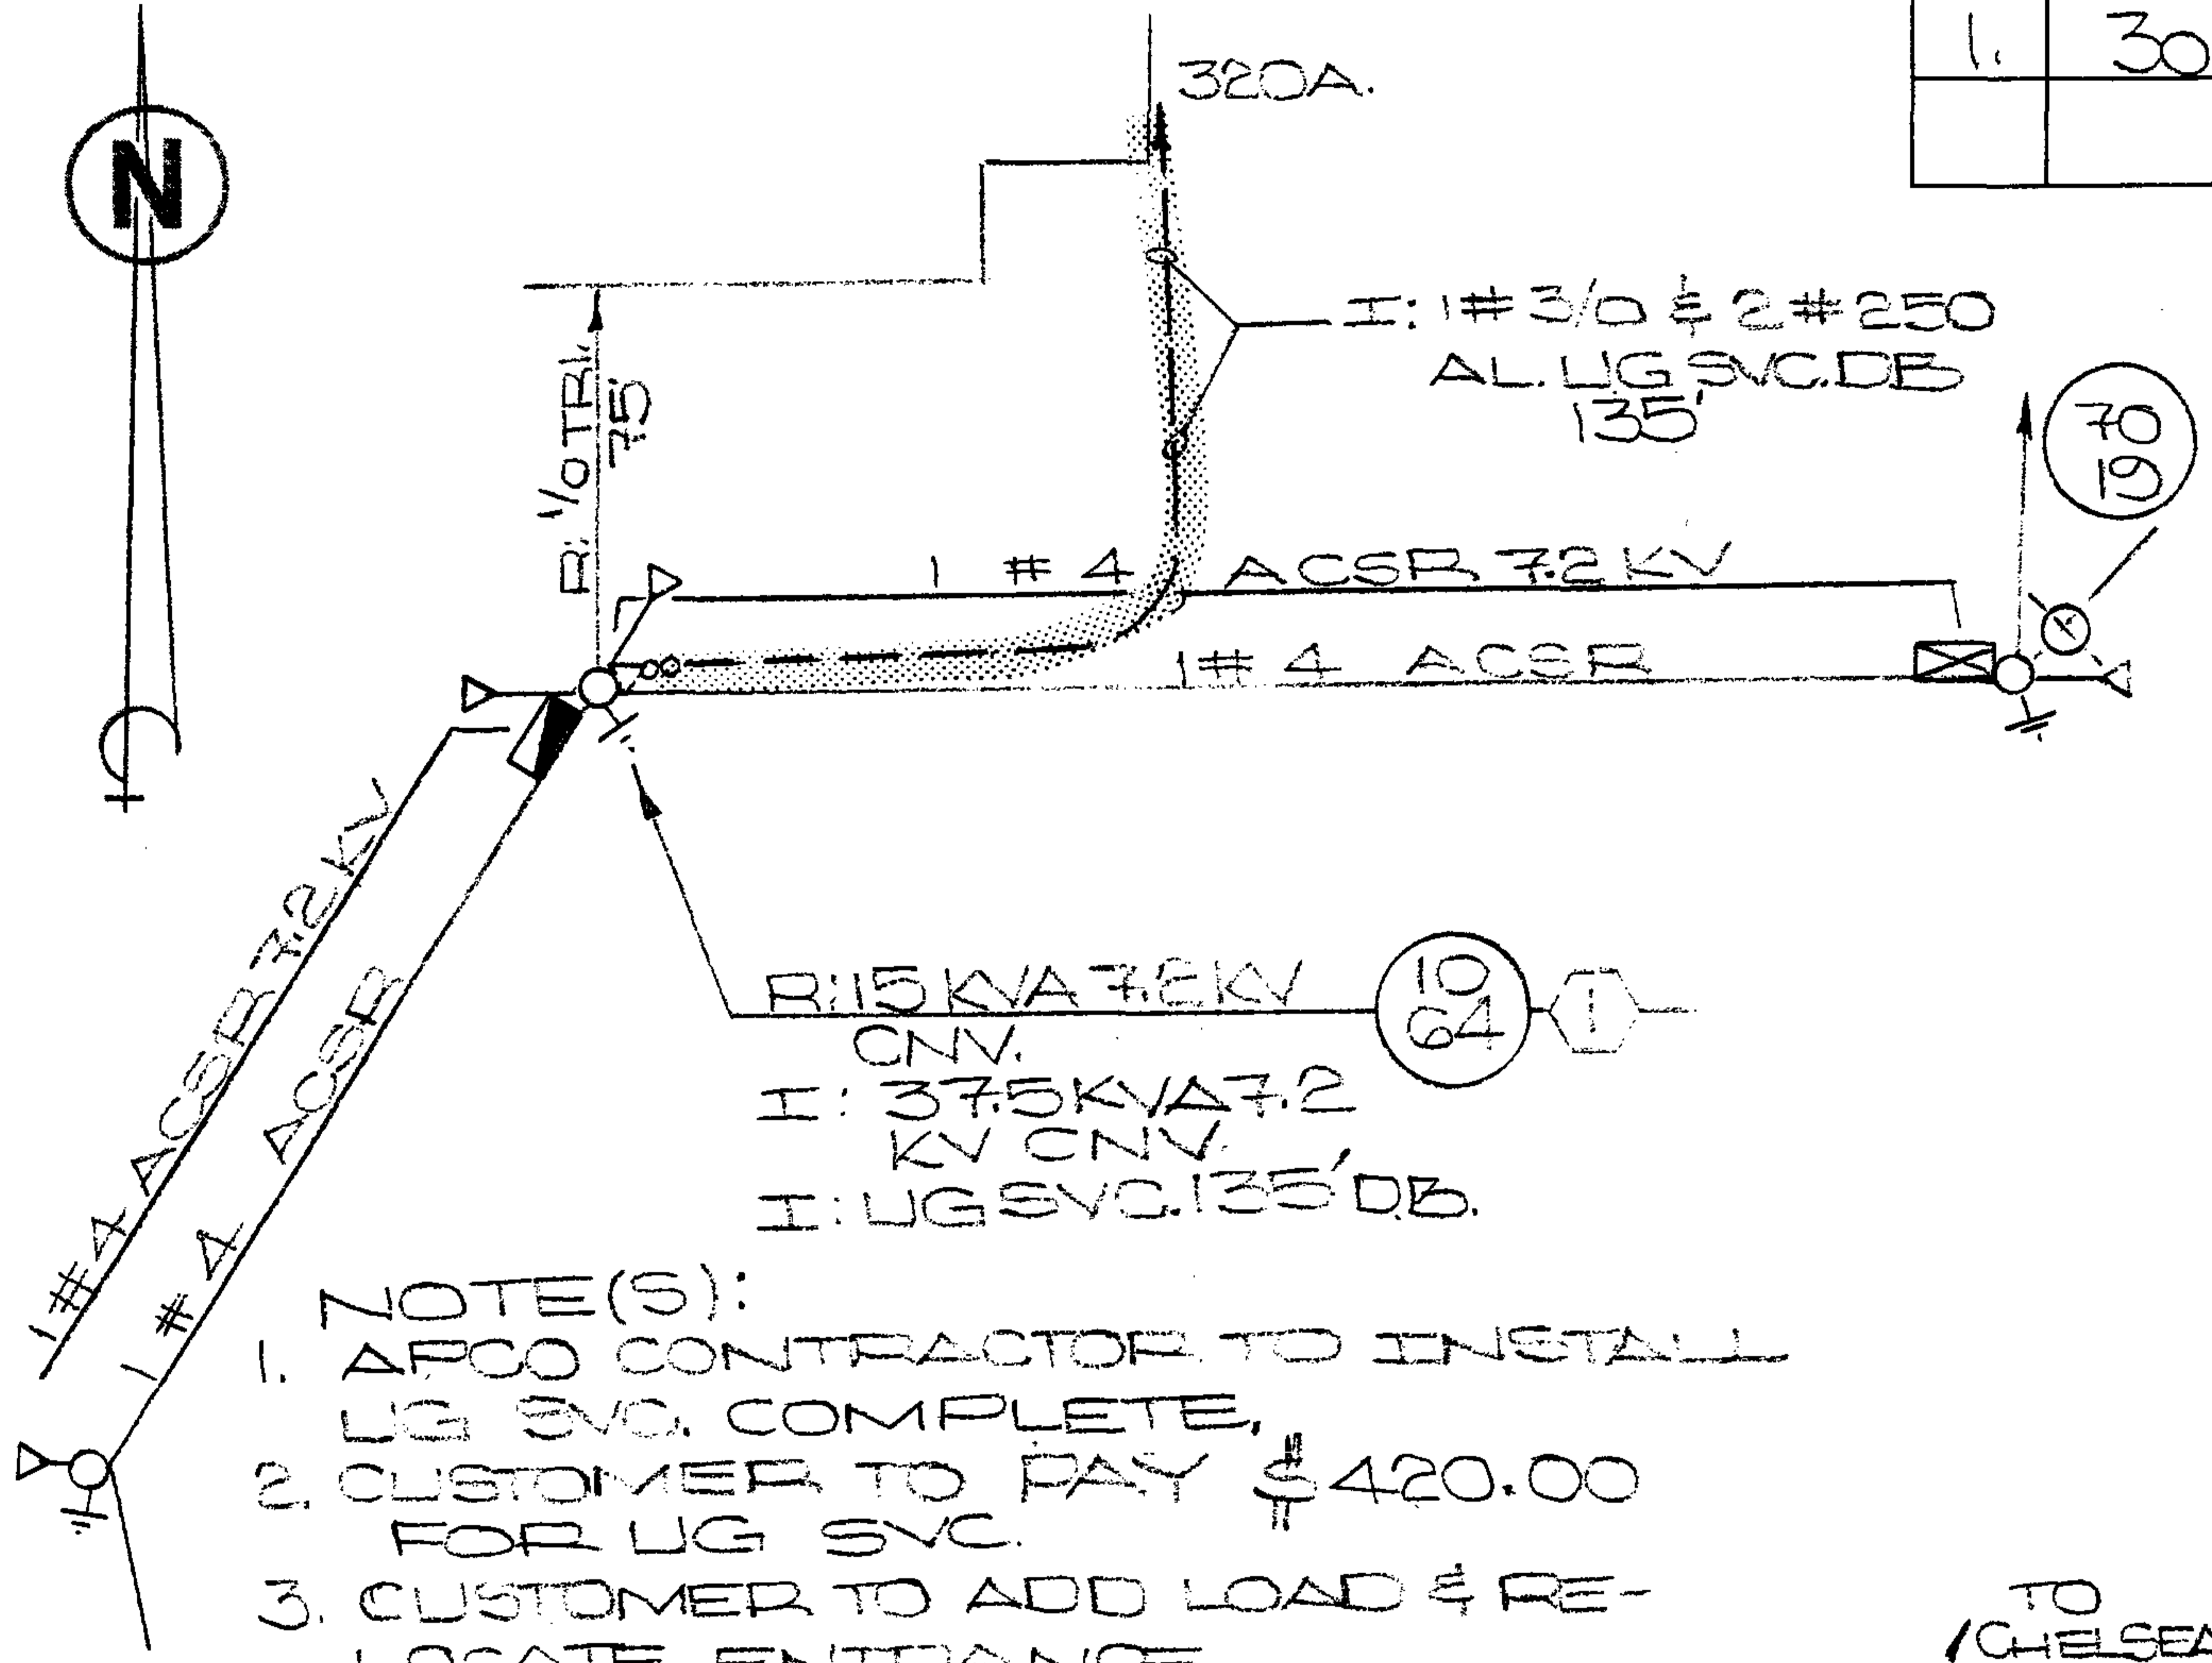 1. 30
320A.
N
I: 1# 3/0 & 2 # 250
AL. UG SVC. DB
135'
R: 1/0 TRI.
75'
70
19
1 # 4 ACSR 7.2 KV
1 # 4 ACSR
1 # 4 ACSR 7.2 KV
1 # 4 ACSR
R: 15 KVA 7.2 KV
CNV.
10
64
1
I: 37.5 KVA 7.2
KV CNV.
I: UG SVC. 135' D.B.
NOTE(S):
1. APCO CONTRACTOR TO INSTALL
UG SVC. COMPLETE.
2. CUSTOMER TO PAY $420.00
FOR UG SVC.
3. CUSTOMER TO ADD LOAD & RE-
LOCATE ENTRANCE
TO
CHELSEA